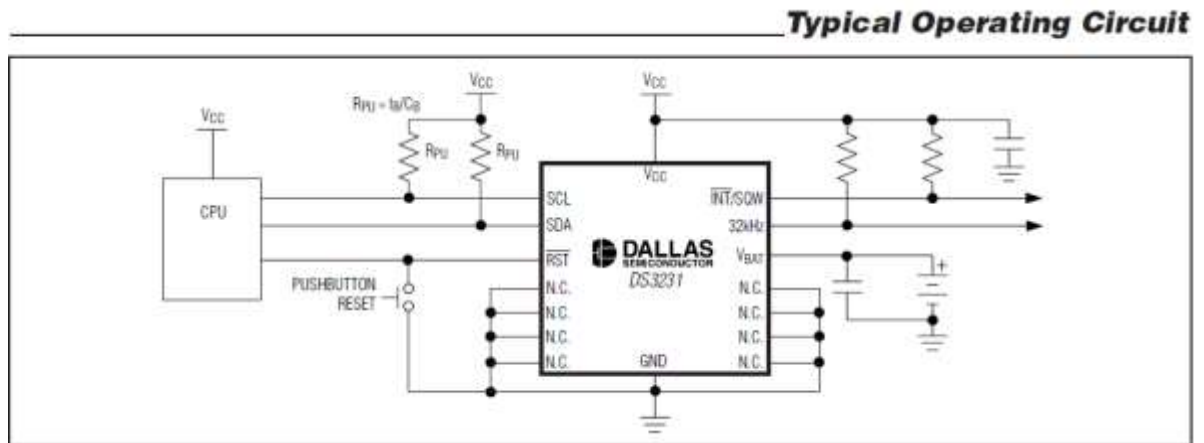 Typical Operating Circuit
VCC
VCC
VCC
RPU = tR/CB
RPU
RPU
CPU
VCC
SCL
SDA
RST
N.C.
N.C.
N.C.
N.C.
INT/SQW
32kHz
VBAT
N.C.
N.C.
N.C.
N.C.
GND
DALLAS
SEMICONDUCTOR
DS3231
PUSHBUTTON
RESET
+